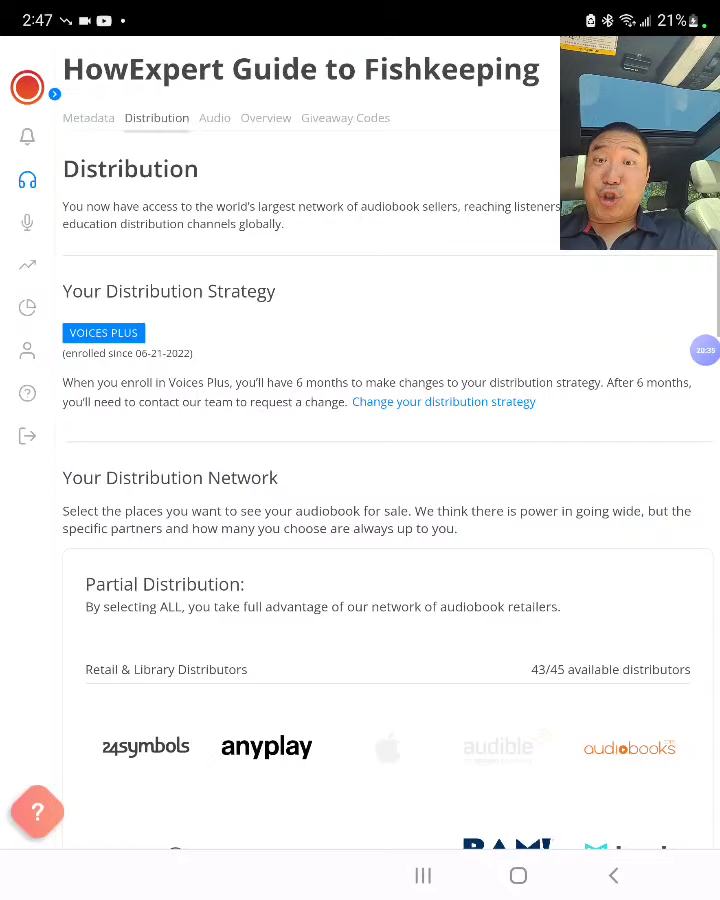 2:47
21%
HowExpert Guide to Fishkeeping
Metadata Distribution Audio Overview Giveaway Codes
Distribution
You now have access to the world's largest network of audiobook sellers, reaching listeners
education distribution channels globally.
Your Distribution Strategy
VOICES PLUS
(enrolled since 06-21-2022)
20:35
When you enroll in Voices Plus, you'll have 6 months to make changes to your distribution strategy. After 6 months,
you'll need to contact our team to request a change. Change your distribution strategy
Your Distribution Network
Select the places you want to see your audiobook for sale. We think there is power in going wide, but the
specific partners and how many you choose are always up to you.
Partial Distribution:
By selecting ALL, you take full advantage of our network of audiobook retailers.
Retail & Library Distributors 43/45 available distributors
24symbols anyplay audible audiobooks
?
BAM!